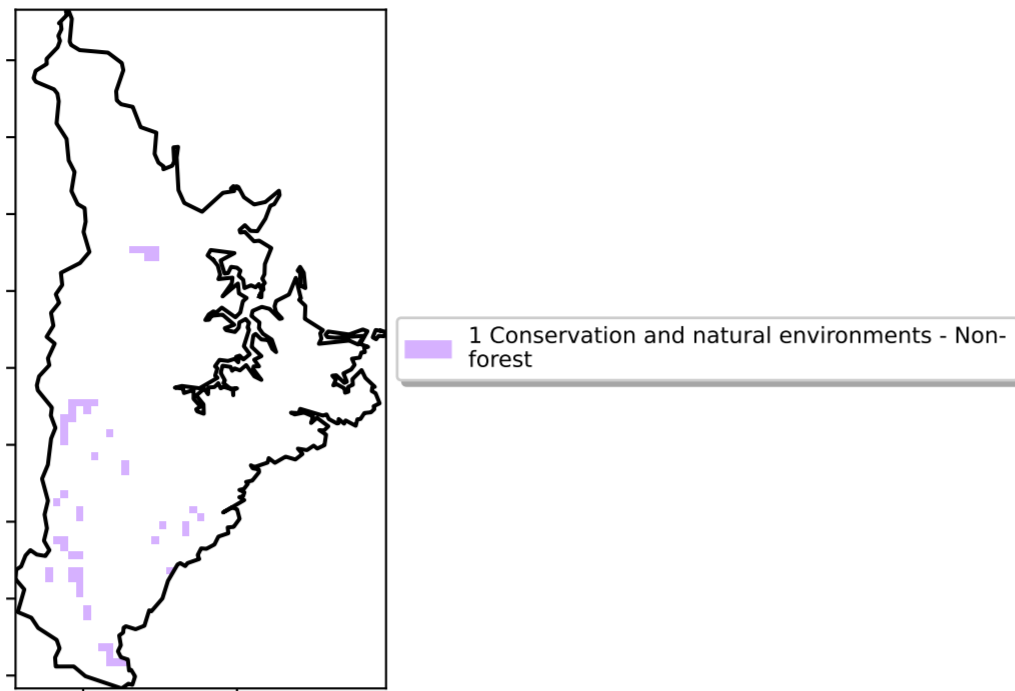 1 Conservation and natural environments - Non-
forest